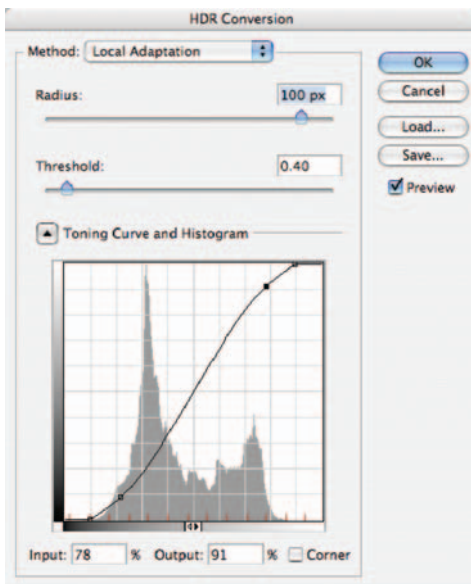 HDR Conversion
Method: Local Adaptation
OK
Cancel
Radius: 100 px
Load...
Save...
Threshold: 0.40
Preview
Toning Curve and Histogram
Input: 78 % Output: 91 % Corner